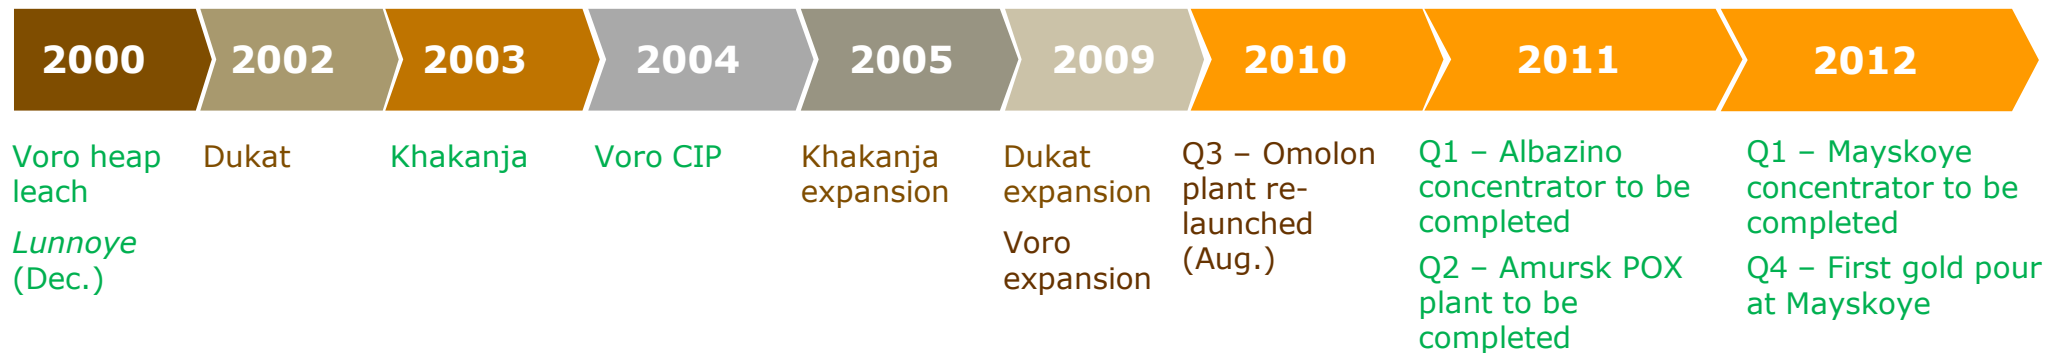 2000
2002
2003
2004
2005
2009
2010
2011
2012
Voro heap
leach
Lunnoye
(Dec.)
Dukat
Khakanja
Voro CIP
Khakanja
expansion
Dukat
expansion
Voro
expansion
Q3 – Omolon
plant re-
launched
(Aug.)
Q1 – Albazino
concentrator to be
completed
Q2 – Amursk POX
plant to be
completed
Q1 – Mayskoye
concentrator to be
completed
Q4 – First gold pour
at Mayskoye